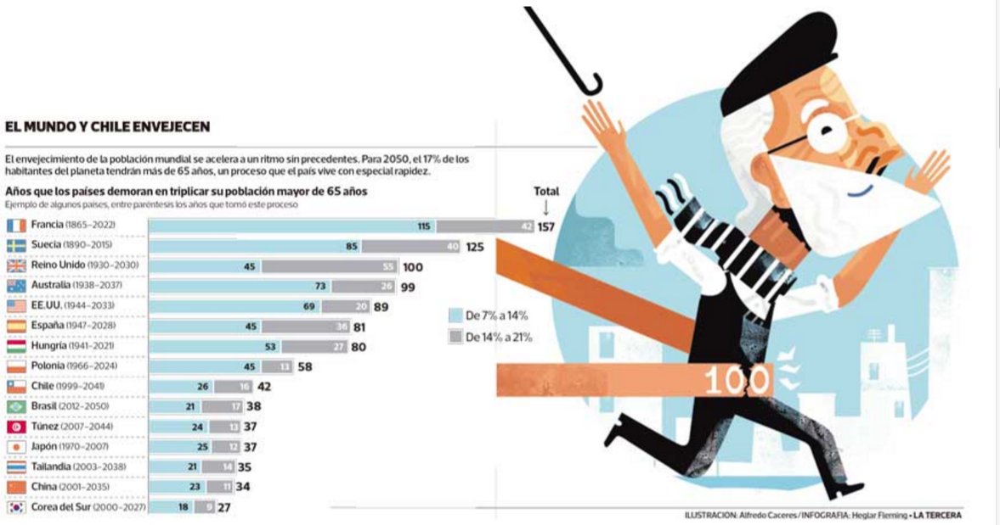 EL MUNDO Y CHILE ENVEJECEN
El envejecimiento de la población mundial se acelera a un ritmo sin precedentes. Para 2050, el 17% de los
habitantes del planeta tendrán más de 65 años, un proceso que el país vive con especial rapidez.
Años que los países demoran en triplicar su población mayor de 65 años
Ejemplo de algunos países, entre paréntesis los años que tomó este proceso
Total
Francia (1865-2022) 115 42 157
Suecia (1890-2015) 85 40 125
Reino Unido (1930-2030) 45 55 100
Australia (1938-2037) 73 26 99
EE.UU. (1944-2033) 69 20 89
España (1947-2028) 45 36 81
Hungría (1941-2021) 53 27 80
Polonia (1966-2024) 45 13 58
Chile (1999-2041) 26 16 42
Brasil (2012-2050) 21 17 38
Túnez (2007-2044) 24 13 37
Japón (1970-2007) 25 12 37
Tailandia (2003-2038) 21 14 35
China (2001-2035) 23 11 34
Corea del Sur (2000-2027) 18 9 27
De 7% a 14%
De 14% a 21%
100
ILUSTRACION: Alfredo Caceres/INFOGRAFIA: Heglar Fleming • LA TERCERA